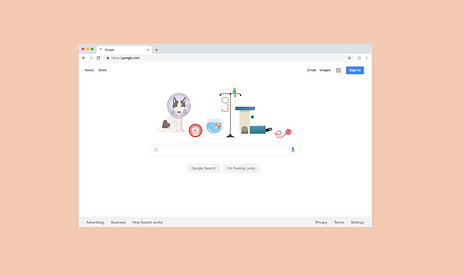 Google
https://google.com
About Store Gmail Images Sign in
Google Search I'm Feeling Lucky
Advertising Business How Search works Privacy Terms Settings